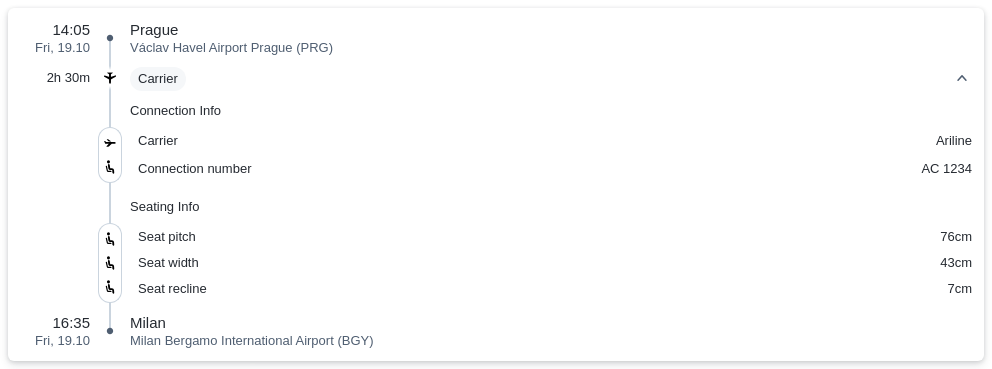 14:05 Prague
Fri, 19.10 Václav Havel Airport Prague (PRG)
2h 30m Carrier
Connection Info
Carrier Ariline
Connection number AC 1234
Seating Info
Seat pitch 76cm
Seat width 43cm
Seat recline 7cm
16:35 Milan
Fri, 19.10 Milan Bergamo International Airport (BGY)